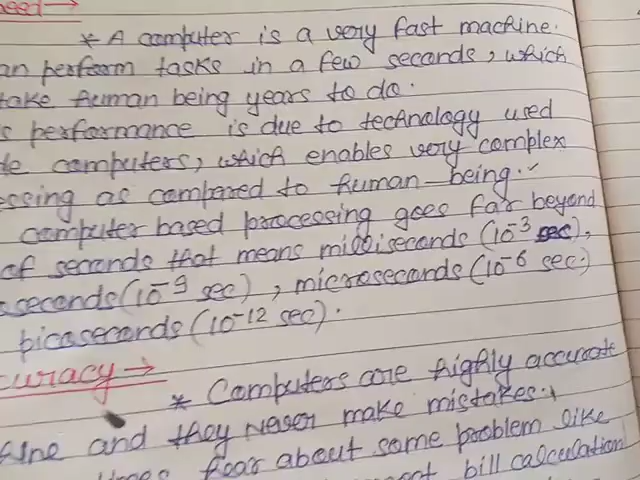 eed →
* A computer is a very fast machine.
an perform tasks in a few seconds, which
take human being years to do.
s performance is due to technology used
de computers, which enables very complex
essing as compared to human being.
computer based processing goes far beyond
of seconds that means milliseconds (10⁻³ sec),
oseconds (10⁻⁹ sec), microseconds (10⁻⁶ sec.)
picoseconds (10⁻¹² sec).
curacy →
* Computers are highly accurate
fine and they never make mistakes.
fear about some problem like
bill calculation